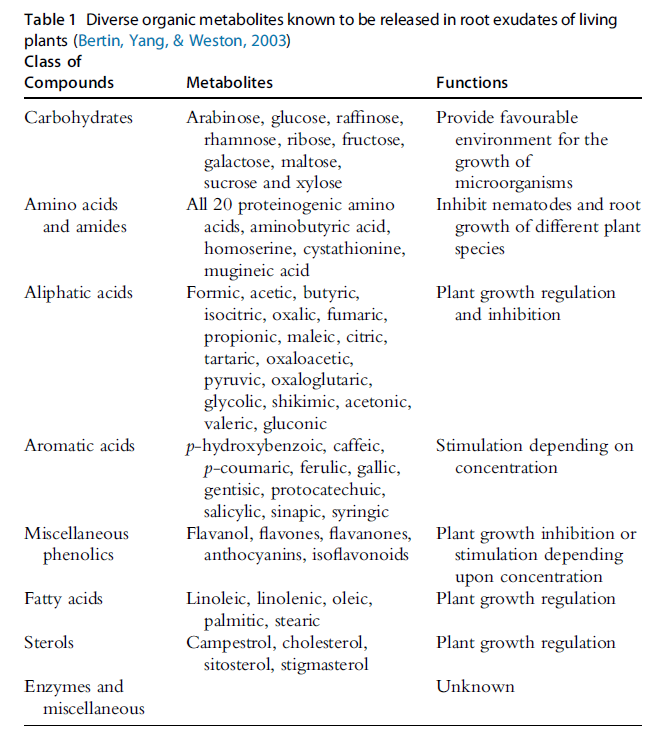 Table 1 Diverse organic metabolites known to be released in root exudates of living
plants (Bertin, Yang, & Weston, 2003)
Class of
Compounds Metabolites Functions
Carbohydrates Arabinose, glucose, raffinose, Provide favourable
rhamnose, ribose, fructose, environment for the
galactose, maltose, growth of
sucrose and xylose microorganisms
Amino acids All 20 proteinogenic amino Inhibit nematodes and root
and amides acids, aminobutyric acid, growth of different plant
homoserine, cystathionine, species
mugineic acid
Aliphatic acids Formic, acetic, butyric, Plant growth regulation
isocitric, oxalic, fumaric, and inhibition
propionic, maleic, citric,
tartaric, oxaloacetic,
pyruvic, oxaloglutaric,
glycolic, shikimic, acetonic,
valeric, gluconic
Aromatic acids p-hydroxybenzoic, caffeic, Stimulation depending on
p-coumaric, ferulic, gallic, concentration
gentisic, protocatechuic,
salicylic, sinapic, syringic
Miscellaneous Flavanol, flavones, flavanones, Plant growth inhibition or
phenolics anthocyanins, isoflavonoids stimulation depending
upon concentration
Fatty acids Linoleic, linolenic, oleic, Plant growth regulation
palmitic, stearic
Sterols Campestrol, cholesterol, Plant growth regulation
sitosterol, stigmasterol
Enzymes and Unknown
miscellaneous